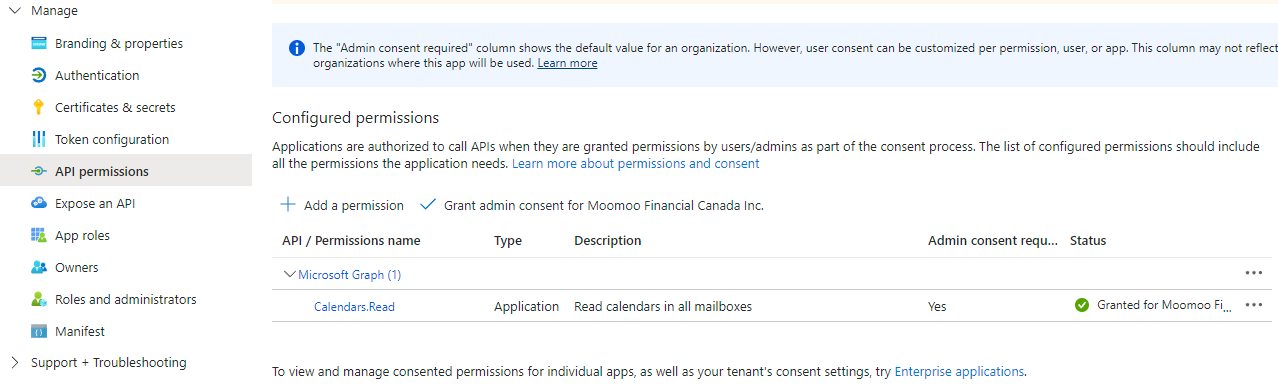 Manage
Branding & properties
Authentication
Certificates & secrets
Token configuration
API permissions
Expose an API
App roles
Owners
Roles and administrators
Manifest
Support + Troubleshooting
The "Admin consent required" column shows the default value for an organization. However, user consent can be customized per permission, user, or app. This column may not reflect
organizations where this app will be used. Learn more
Configured permissions
Applications are authorized to call APIs when they are granted permissions by users/admins as part of the consent process. The list of configured permissions should include
all the permissions the application needs. Learn more about permissions and consent
Add a permission Grant admin consent for Moomoo Financial Canada Inc.
API / Permissions name Type Description Admin consent requ... Status
Microsoft Graph (1)
Calendars.Read Application Read calendars in all mailboxes Yes Granted for Moomoo Fi...
To view and manage consented permissions for individual apps, as well as your tenant's consent settings, try Enterprise applications.